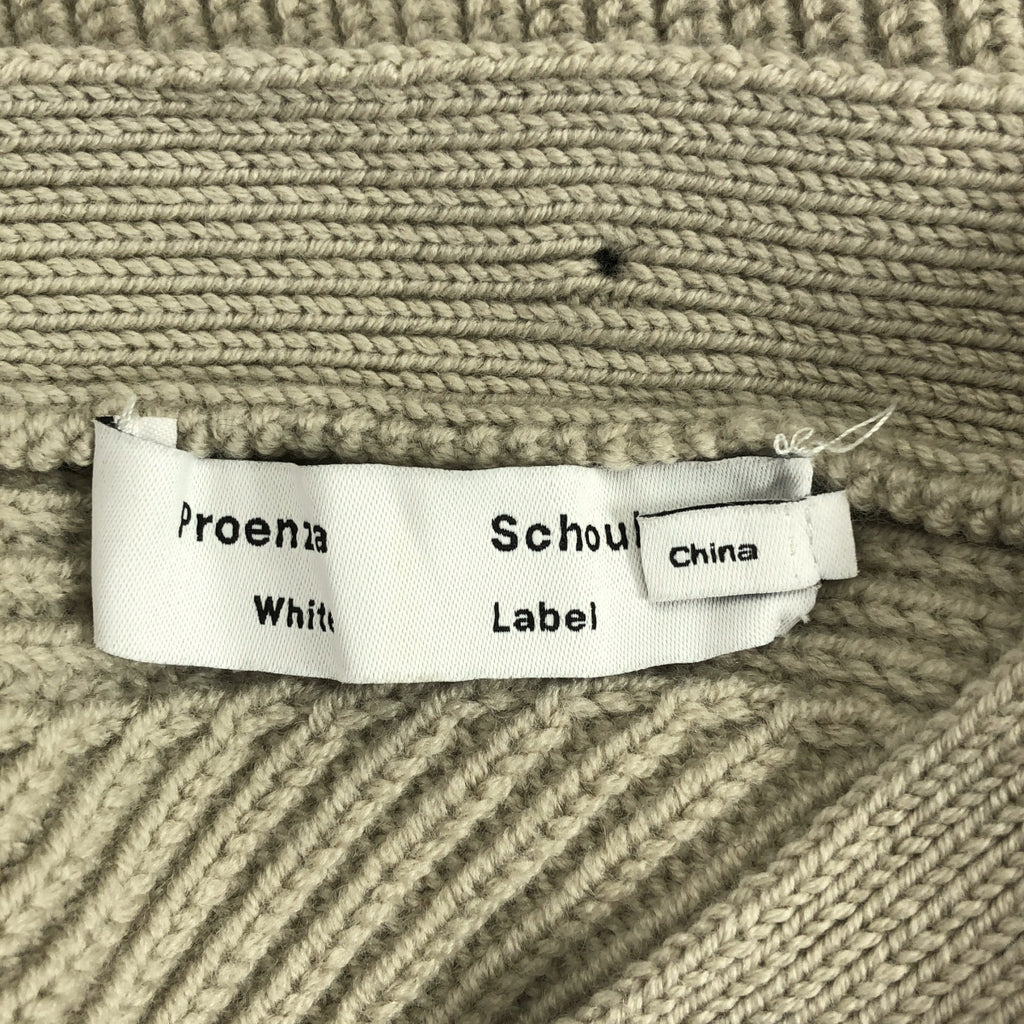 Proenza Schoul
White Label
China